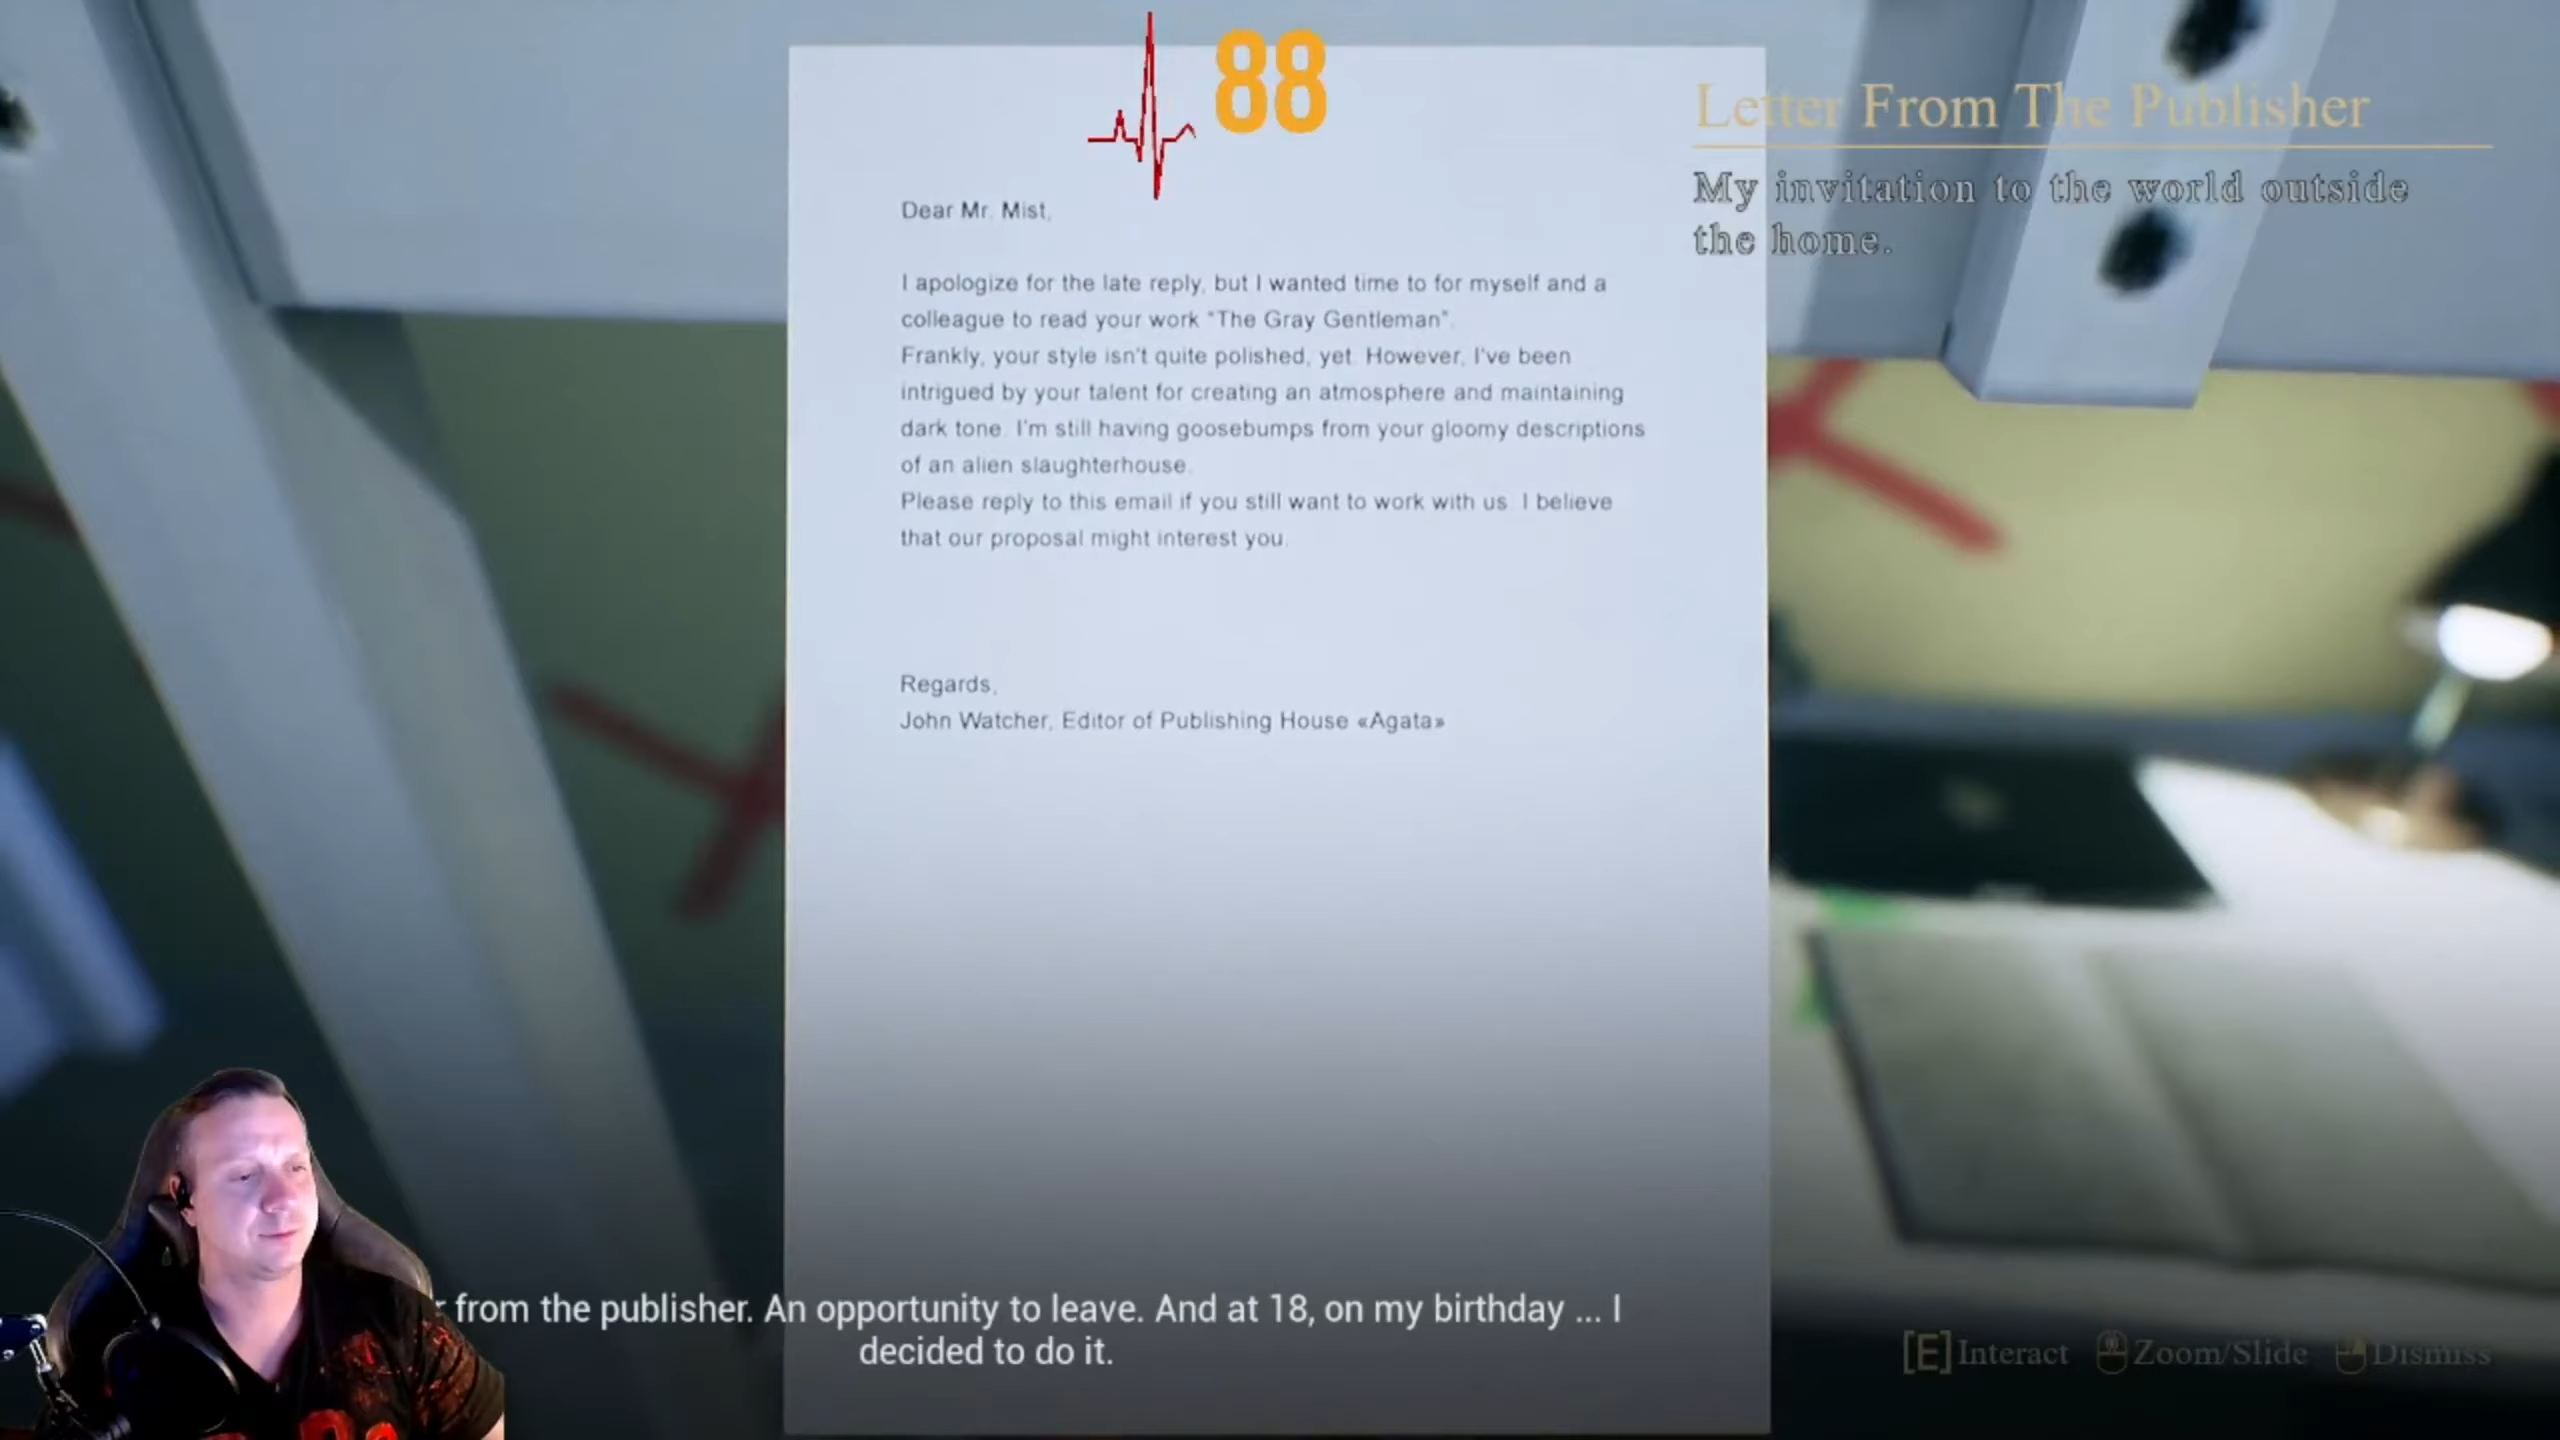 88
Letter From The Publisher
My invitation to the world outside
the home.
Dear Mr. Mist,
I apologize for the late reply, but I wanted time to for myself and a
colleague to read your work "The Gray Gentleman".
Frankly, your style isn't quite polished, yet. However, I've been
intrigued by your talent for creating an atmosphere and maintaining
dark tone. I'm still having goosebumps from your gloomy descriptions
of an alien slaughterhouse.
Please reply to this email if you still want to work with us. I believe
that our proposal might interest you.
Regards,
John Watcher, Editor of Publishing House «Agata»
from the publisher. An opportunity to leave. And at 18, on my birthday ... I
decided to do it.
[E]Interact Zoom/Slide Dismiss